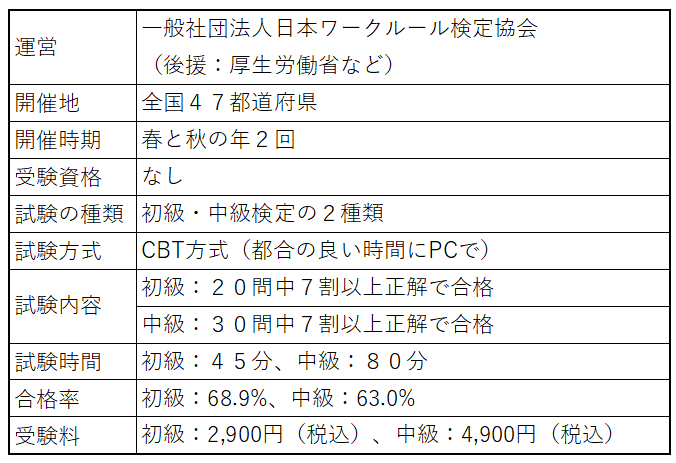 運営
一般社団法人日本ワークルール検定協会
（後援：厚生労働省など）
開催地
全国４７都道府県
開催時期
春と秋の年２回
受験資格
なし
試験の種類
初級・中級検定の２種類
試験方式
CBT方式（都合の良い時間にPCで）
試験内容
初級：２０問中７割以上正解で合格
中級：３０問中７割以上正解で合格
試験時間
初級：４５分、中級：８０分
合格率
初級：68.9%、中級：63.0%
受験料
初級：2,900円（税込）、中級：4,900円（税込）